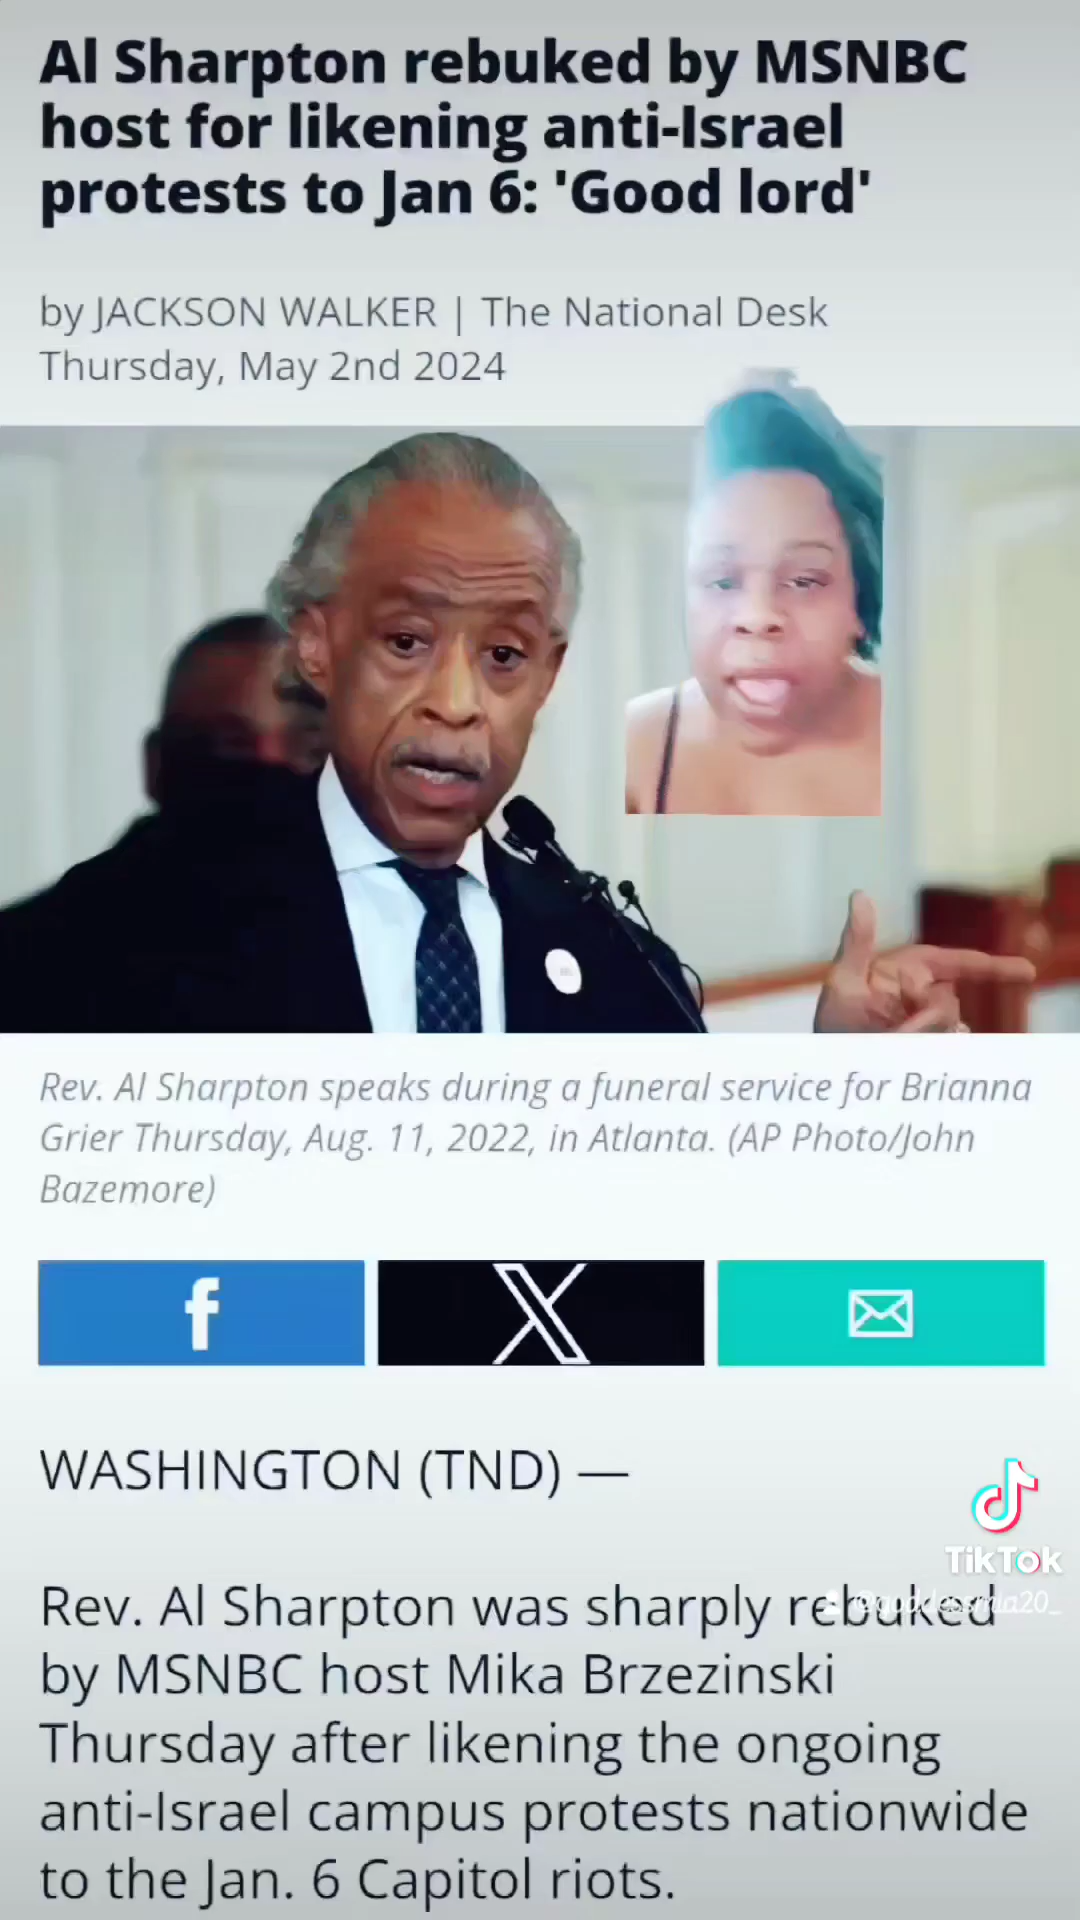 Al Sharpton rebuked by MSNBC
host for likening anti-Israel
protests to Jan 6: 'Good lord'
by JACKSON WALKER | The National Desk
Thursday, May 2nd 2024
Rev. Al Sharpton speaks during a funeral service for Brianna
Grier Thursday, Aug. 11, 2022, in Atlanta. (AP Photo/John
Bazemore)
WASHINGTON (TND) —
TikTok
@goddessmia20_
Rev. Al Sharpton was sharply rebuked
by MSNBC host Mika Brzezinski
Thursday after likening the ongoing
anti-Israel campus protests nationwide
to the Jan. 6 Capitol riots.